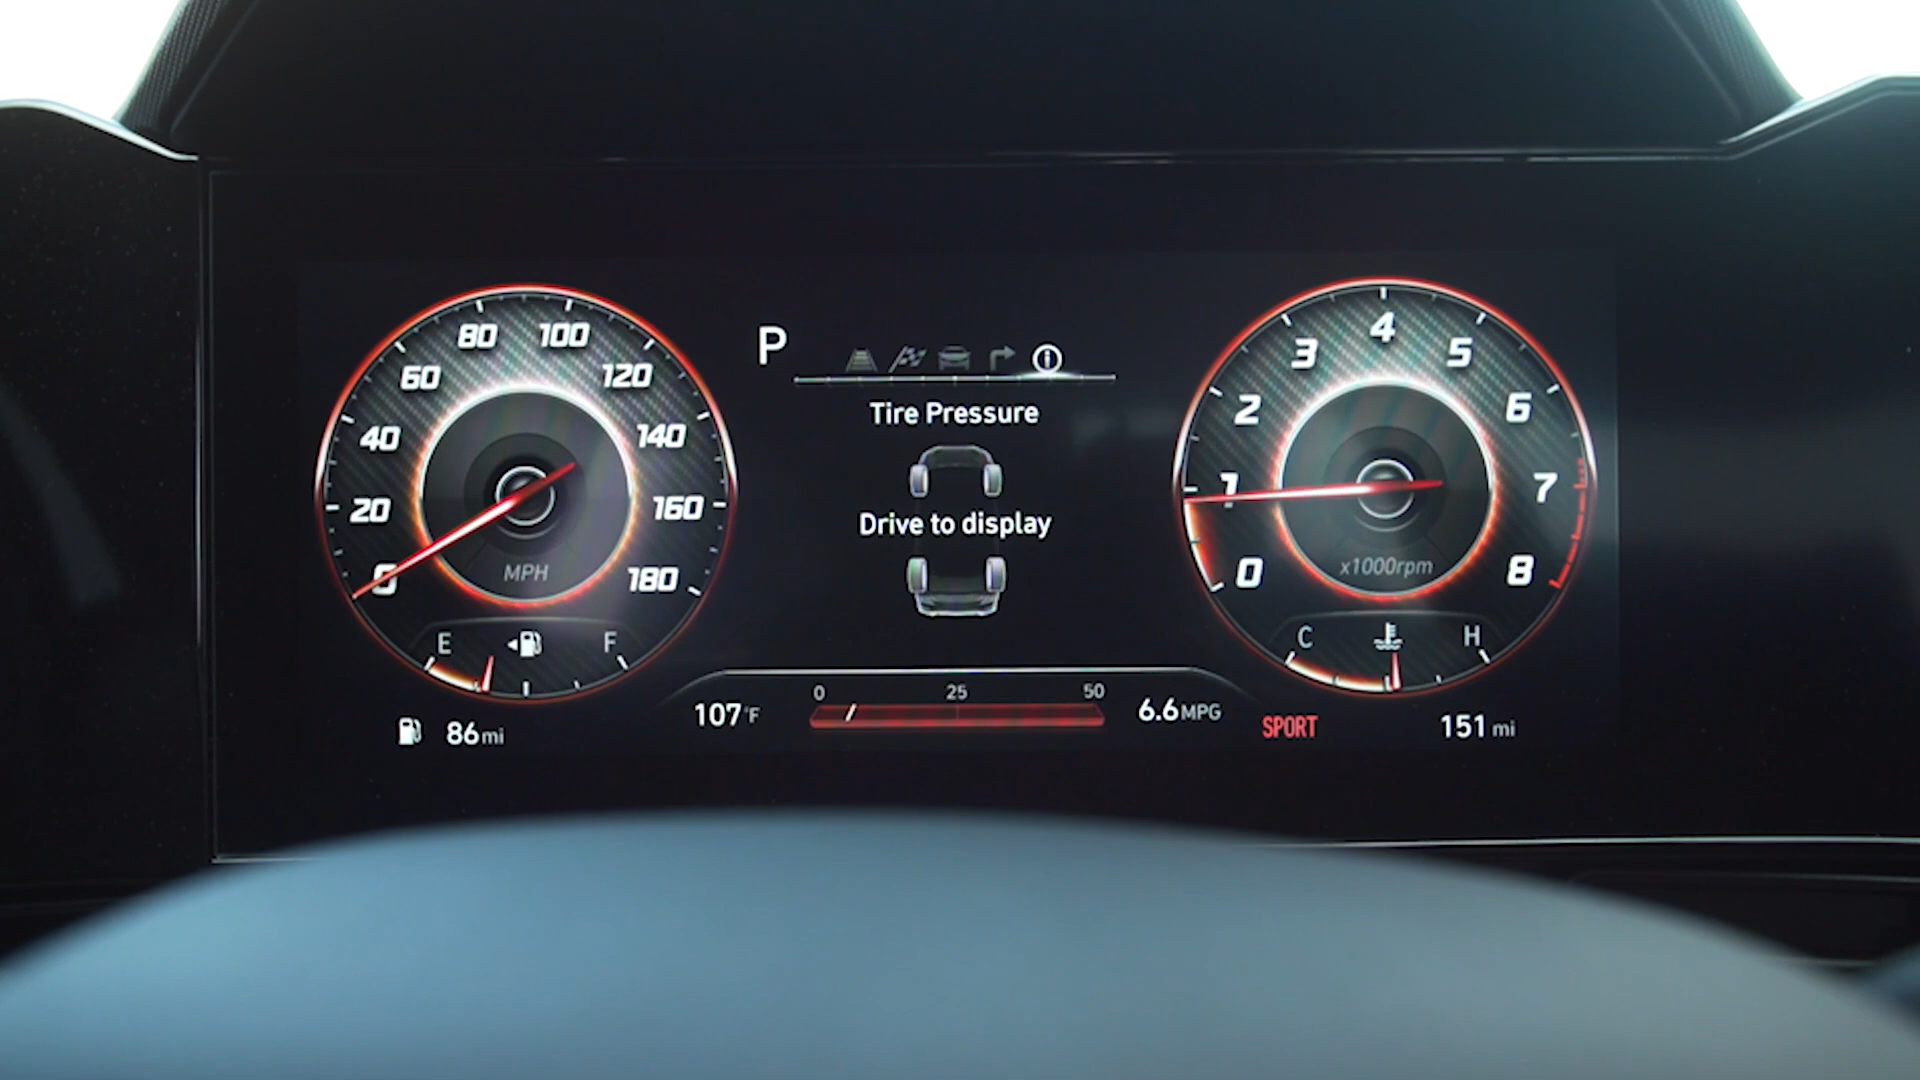 80 100
60 120
40 140
20 160
0 180
MPH
E F
86 mi
P
Tire Pressure
Drive to display
0 25 50
107°F
6.6 MPG
4
3 5
2 6
1 7
0 8
x1000rpm
C H
SPORT
151 mi